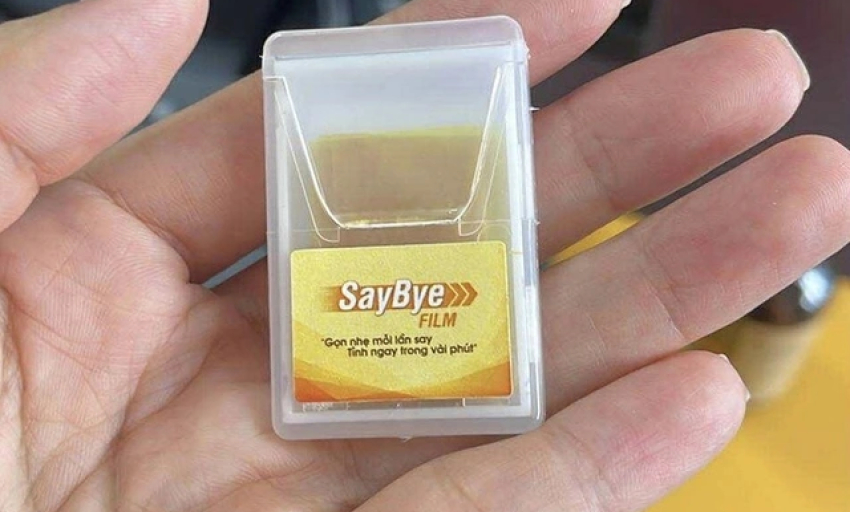 SayBye
FILM
"Gọn nhẹ mỗi lần say
Tỉnh ngay trong vài phút"